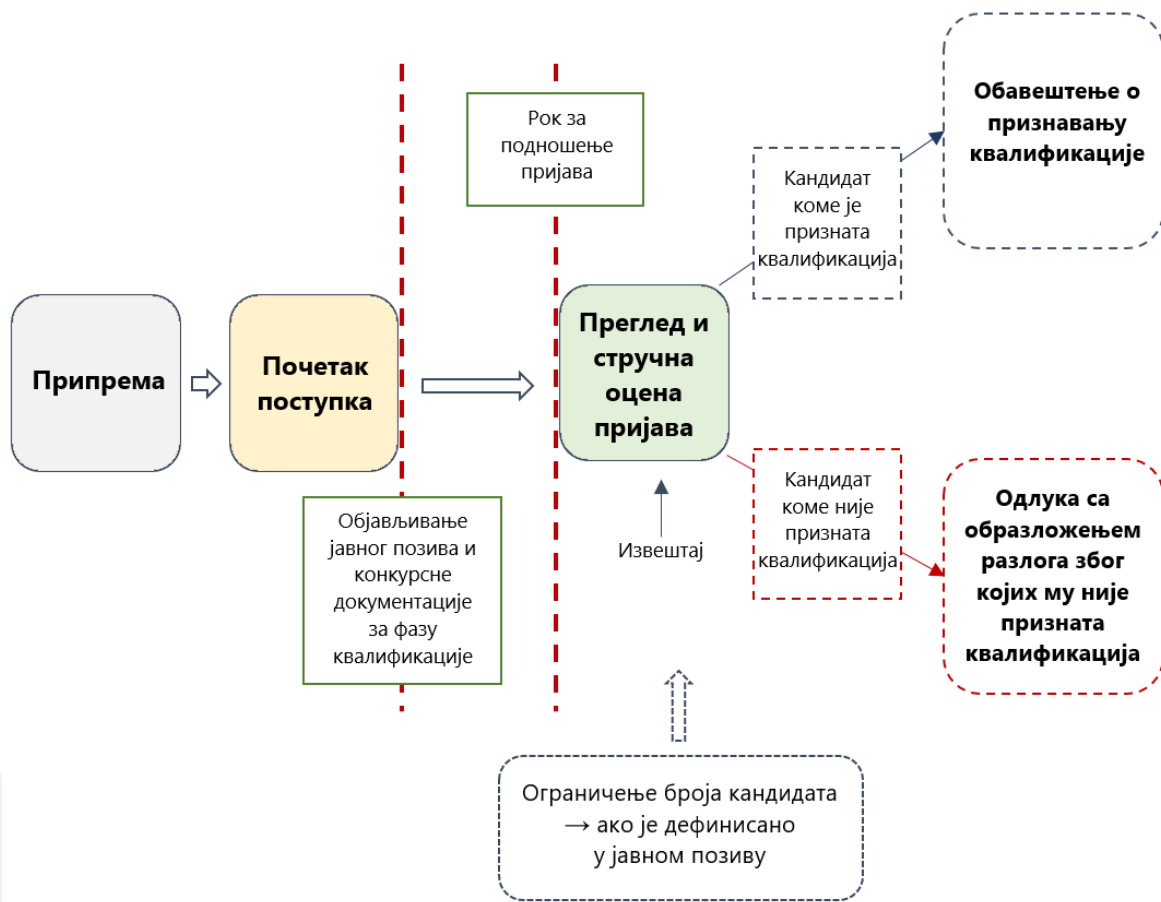 Обавештење о
признавању
квалификације
Рок за
подношење
пријава
Кандидат
коме је
призната
квалификација
Припрема
Почетак
поступка
Преглед и
стручна
оцена
пријава
Објављивање
јавног позива и
конкурсне
документације
за фазу
квалификације
Извештај
Кандидат
коме није
призната
квалификација
Одлука са
образложењем
разлога због
којих му није
призната
квалификација
Ограничење броја кандидата
→ ако је дефинисано
у јавном позиву